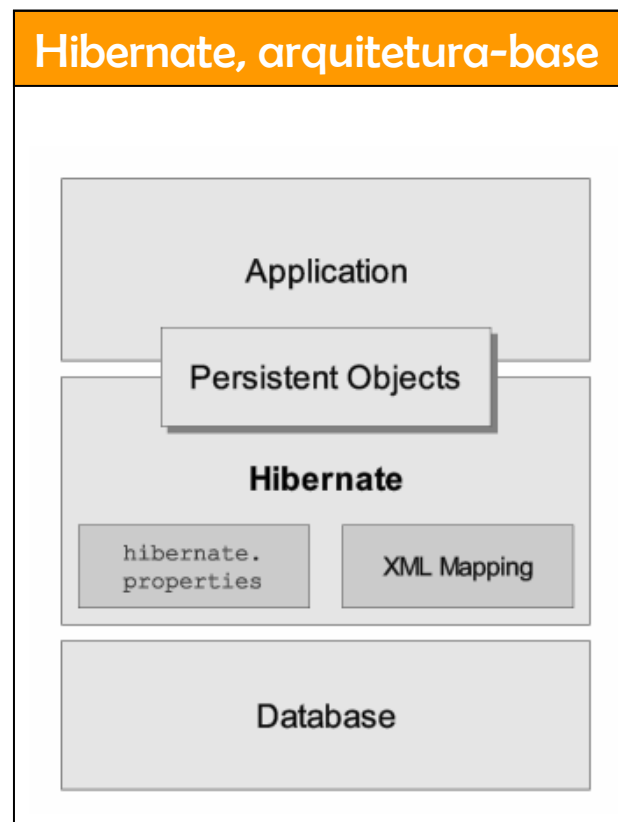 Hibernate, arquitetura-base
Application
Persistent Objects
Hibernate
hibernate.
properties
XML Mapping
Database